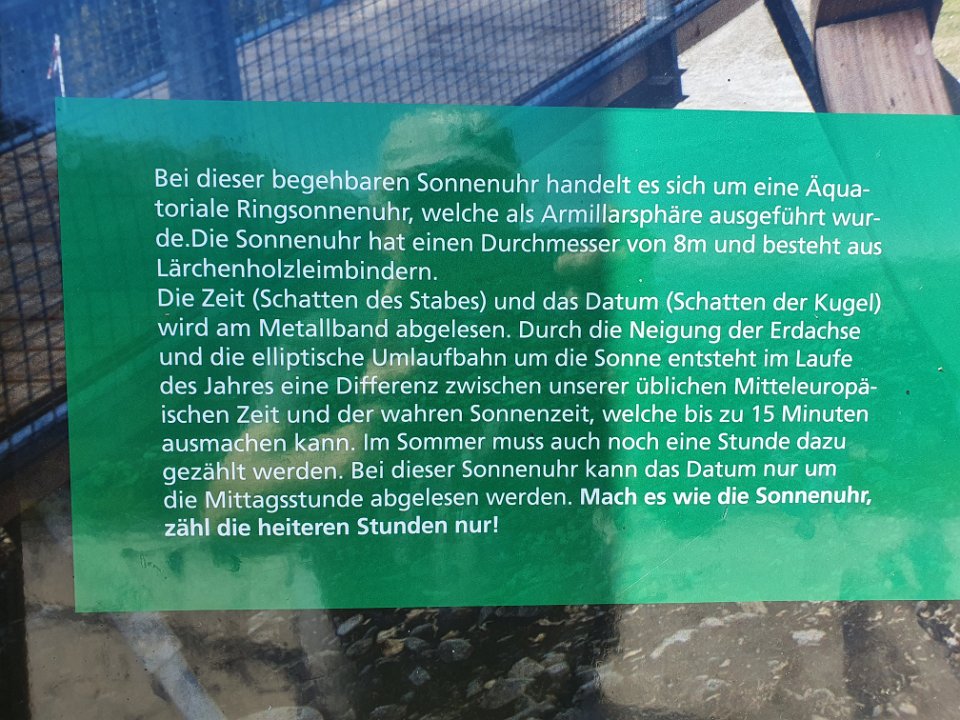 Bei dieser begehbaren Sonnenuhr handelt es sich um eine Äqua-
toriale Ringsonnenuhr, welche als Armillarsphäre ausgeführt wur-
de.Die Sonnenuhr hat einen Durchmesser von 8m und besteht aus
Lärchenholzleimbindern.
Die Zeit (Schatten des Stabes) und das Datum (Schatten der Kugel)
wird am Metallband abgelesen. Durch die Neigung der Erdachse
und die elliptische Umlaufbahn um die Sonne entsteht im Laufe
des Jahres eine Differenz zwischen unserer üblichen Mitteleuropä-
ischen Zeit und der wahren Sonnenzeit, welche bis zu 15 Minuten
ausmachen kann. Im Sommer muss auch noch eine Stunde dazu
gezählt werden. Bei dieser Sonnenuhr kann das Datum nur um
die Mittagsstunde abgelesen werden. Mach es wie die Sonnenuhr,
zähl die heiteren Stunden nur!